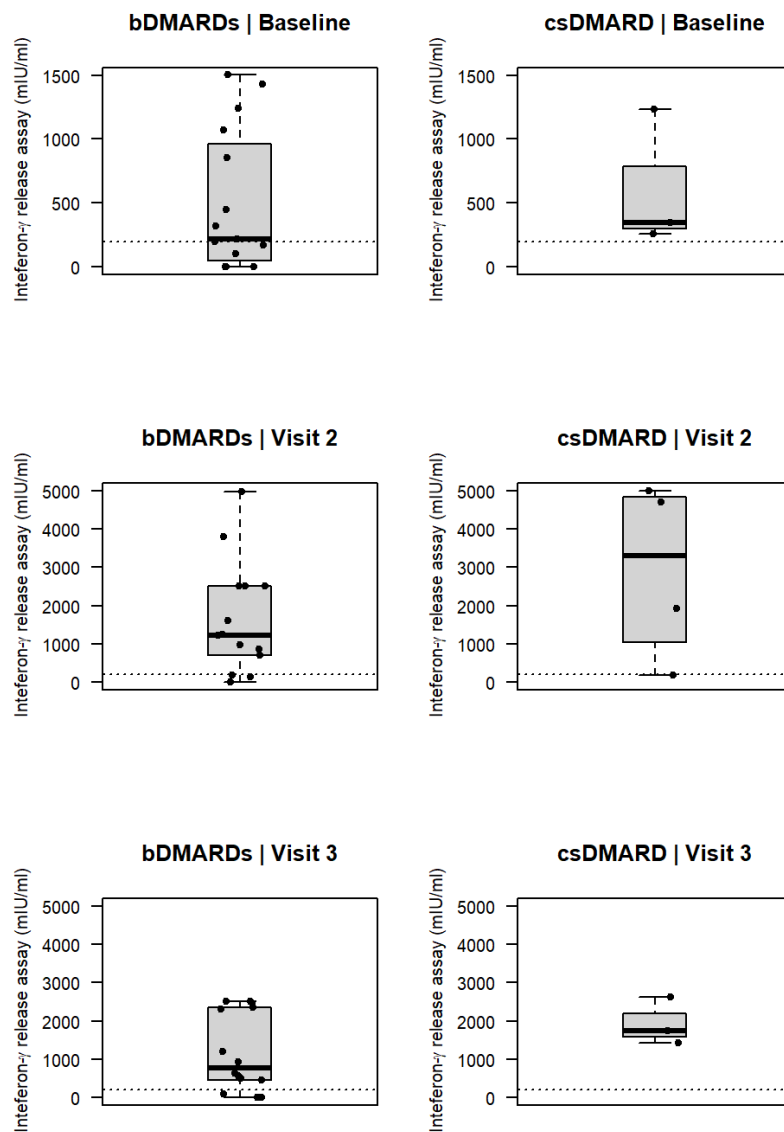 bDMARDs | Baseline
Inteferon-γ release assay (mIU/ml)
1500
1000
500
0
csDMARD | Baseline
Inteferon-γ release assay (mIU/ml)
1500
1000
500
0
bDMARDs | Visit 2
Inteferon-γ release assay (mIU/ml)
5000
4000
3000
2000
1000
0
csDMARD | Visit 2
Inteferon-γ release assay (mIU/ml)
5000
4000
3000
2000
1000
0
bDMARDs | Visit 3
Inteferon-γ release assay (mIU/ml)
5000
4000
3000
2000
1000
0
csDMARD | Visit 3
Inteferon-γ release assay (mIU/ml)
5000
4000
3000
2000
1000
0